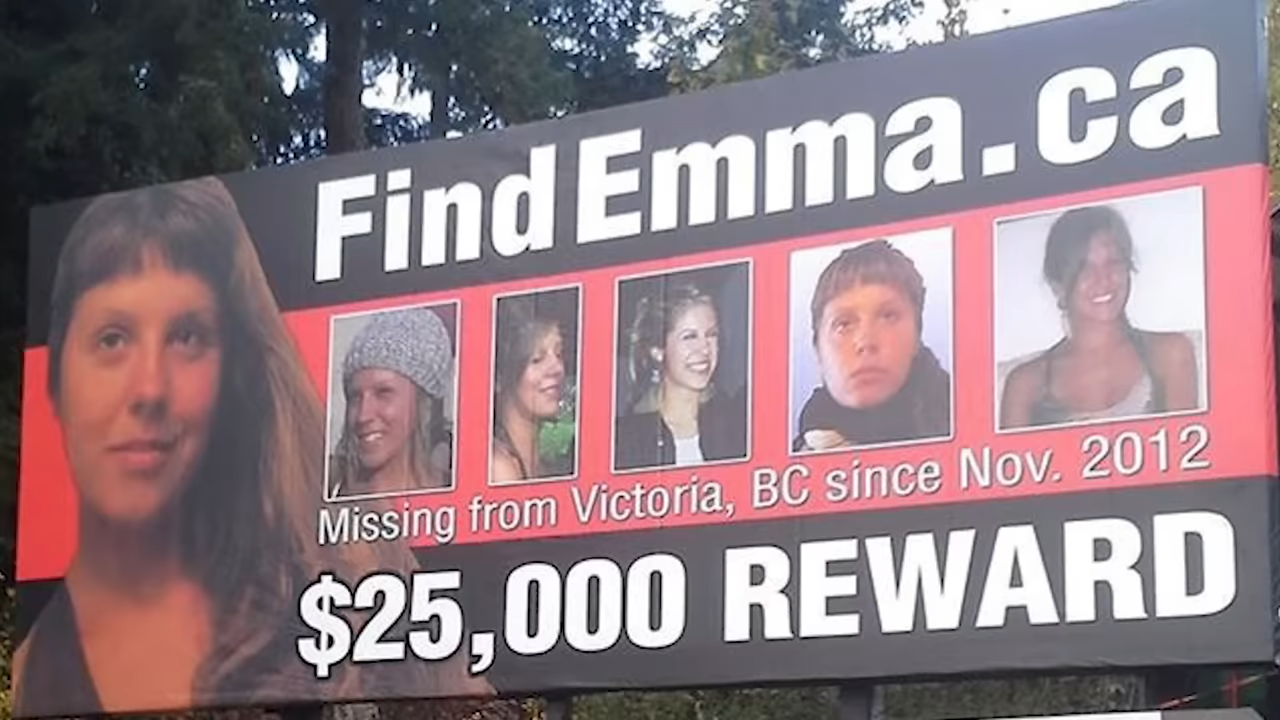 FindEmma.ca
Missing from Victoria, BC since Nov. 2012
$25,000 REWARD